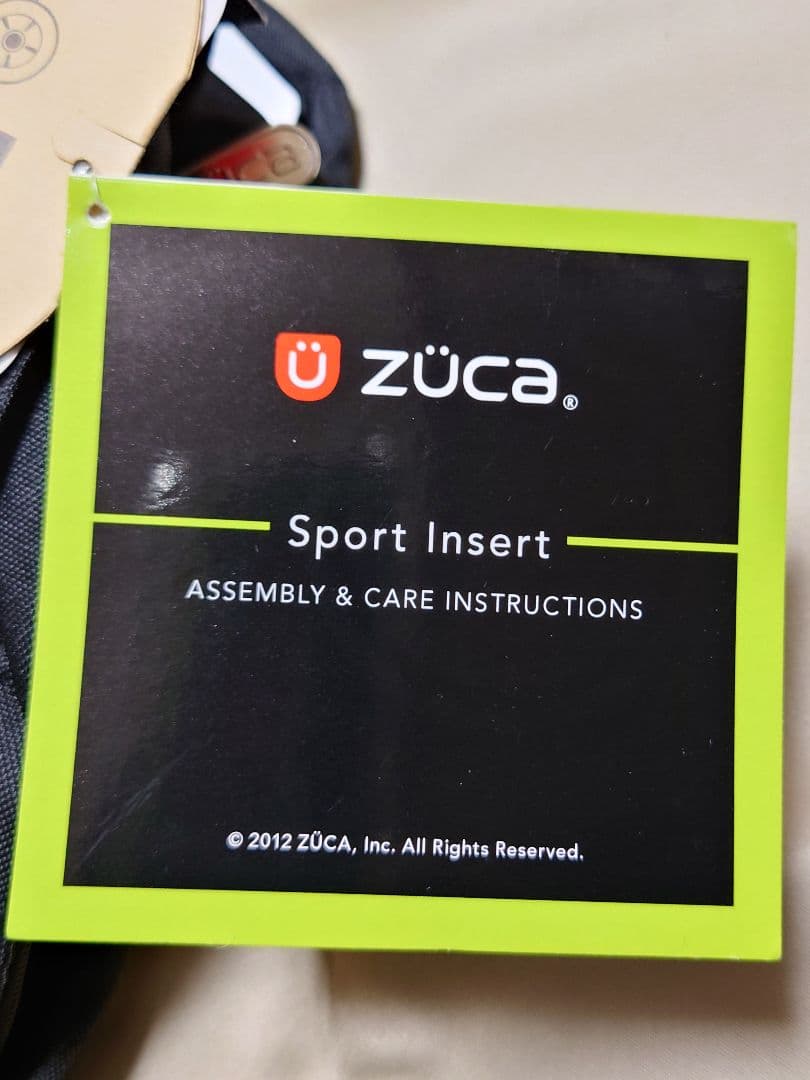 Ü ZÜCA®
Sport Insert
ASSEMBLY & CARE INSTRUCTIONS
© 2012 ZÜCA, Inc. All Rights Reserved.